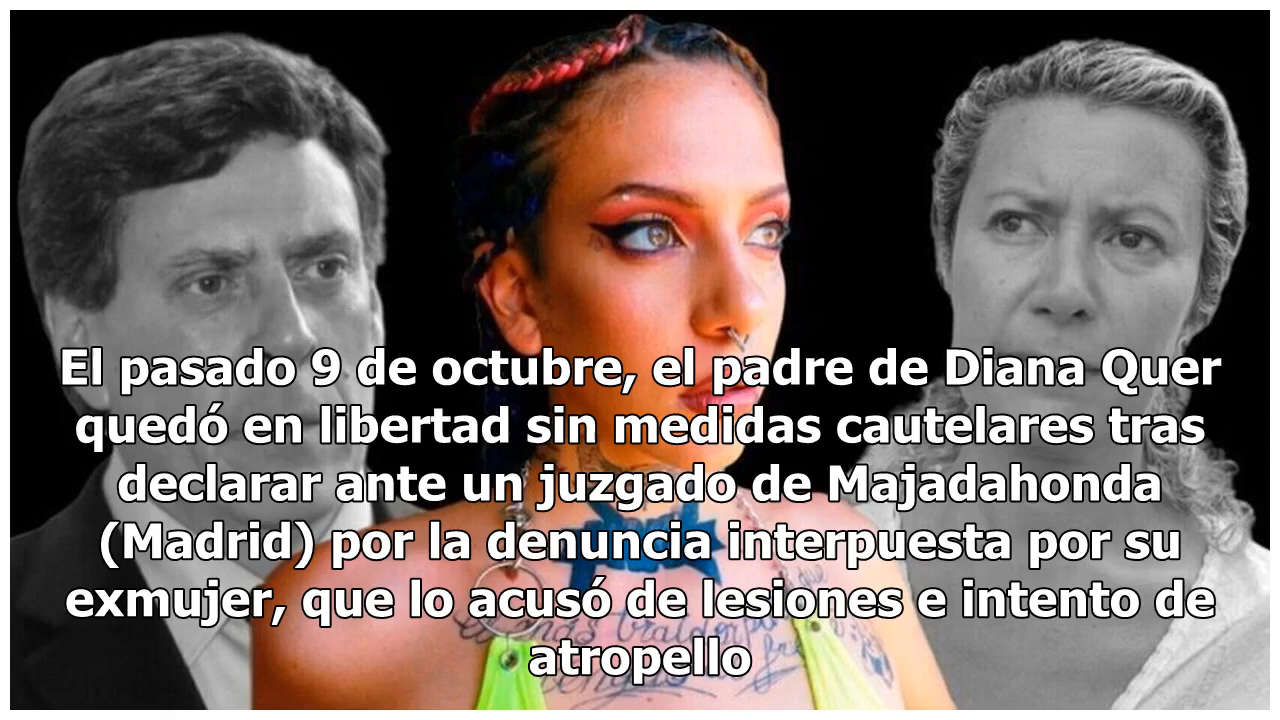 El pasado 9 de octubre, el padre de Diana Quer
quedó en libertad sin medidas cautelares tras
declarar ante un juzgado de Majadahonda
(Madrid) por la denuncia interpuesta por su
exmujer, que lo acusó de lesiones e intento de
atropello